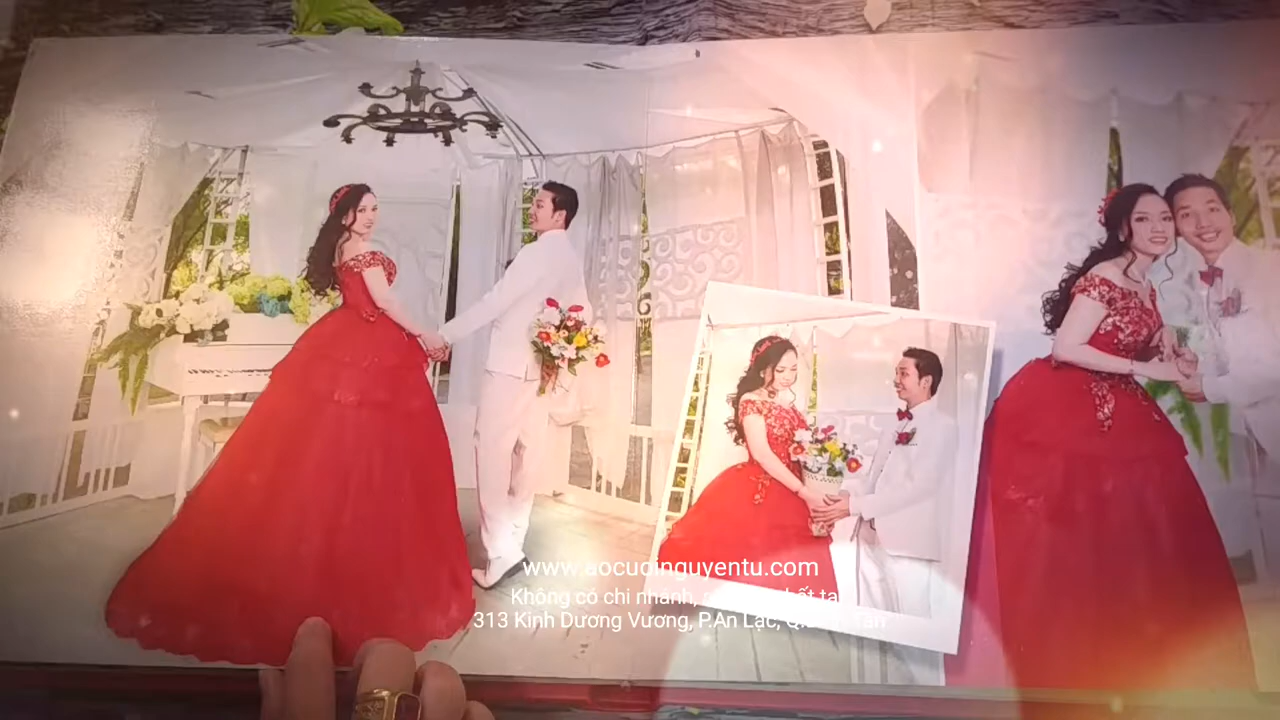 www.aocuoinguyentu.com
Không có chi nhánh,
313 Kinh Dương Vương, P.An Lạc,